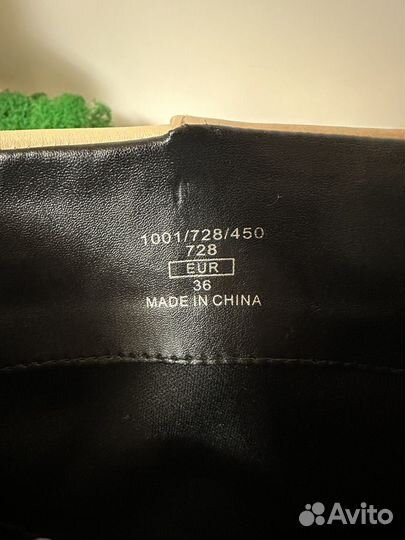 1001/728/450
728
EUR
36
MADE IN CHINA
Avito